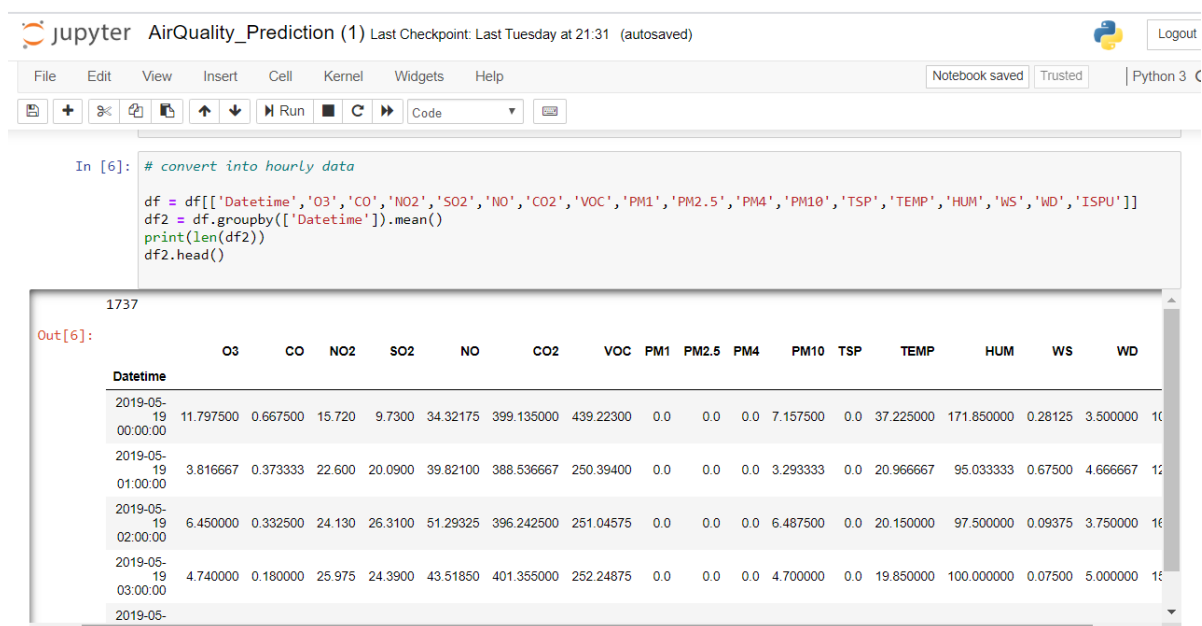 jupyter AirQuality_Prediction (1) Last Checkpoint: Last Tuesday at 21:31 (autosaved)
Logout
File Edit View Insert Cell Kernel Widgets Help
Notebook saved Trusted Python 3
Run Code
In [6]: # convert into hourly data
df = df[['Datetime','O3','CO','NO2','SO2','NO','CO2','VOC','PM1','PM2.5','PM4','PM10','TSP','TEMP','HUM','WS','WD','ISPU']]
df2 = df.groupby(['Datetime']).mean()
print(len(df2))
df2.head()
1737
Out[6]:
O3 CO NO2 SO2 NO CO2 VOC PM1 PM2.5 PM4 PM10 TSP TEMP HUM WS WD
Datetime
2019-05-
19 11.797500 0.667500 15.720 9.7300 34.32175 399.135000 439.22300 0.0 0.0 0.0 7.157500 0.0 37.225000 171.850000 0.28125 3.500000 10
00:00:00
2019-05-
19 3.816667 0.373333 22.600 20.0900 39.82100 388.536667 250.39400 0.0 0.0 0.0 3.293333 0.0 20.966667 95.033333 0.67500 4.666667 12
01:00:00
2019-05-
19 6.450000 0.332500 24.130 26.3100 51.29325 396.242500 251.04575 0.0 0.0 0.0 6.487500 0.0 20.150000 97.500000 0.09375 3.750000 16
02:00:00
2019-05-
19 4.740000 0.180000 25.975 24.3900 43.51850 401.355000 252.24875 0.0 0.0 0.0 4.700000 0.0 19.850000 100.000000 0.07500 5.000000 15
03:00:00
2019-05-